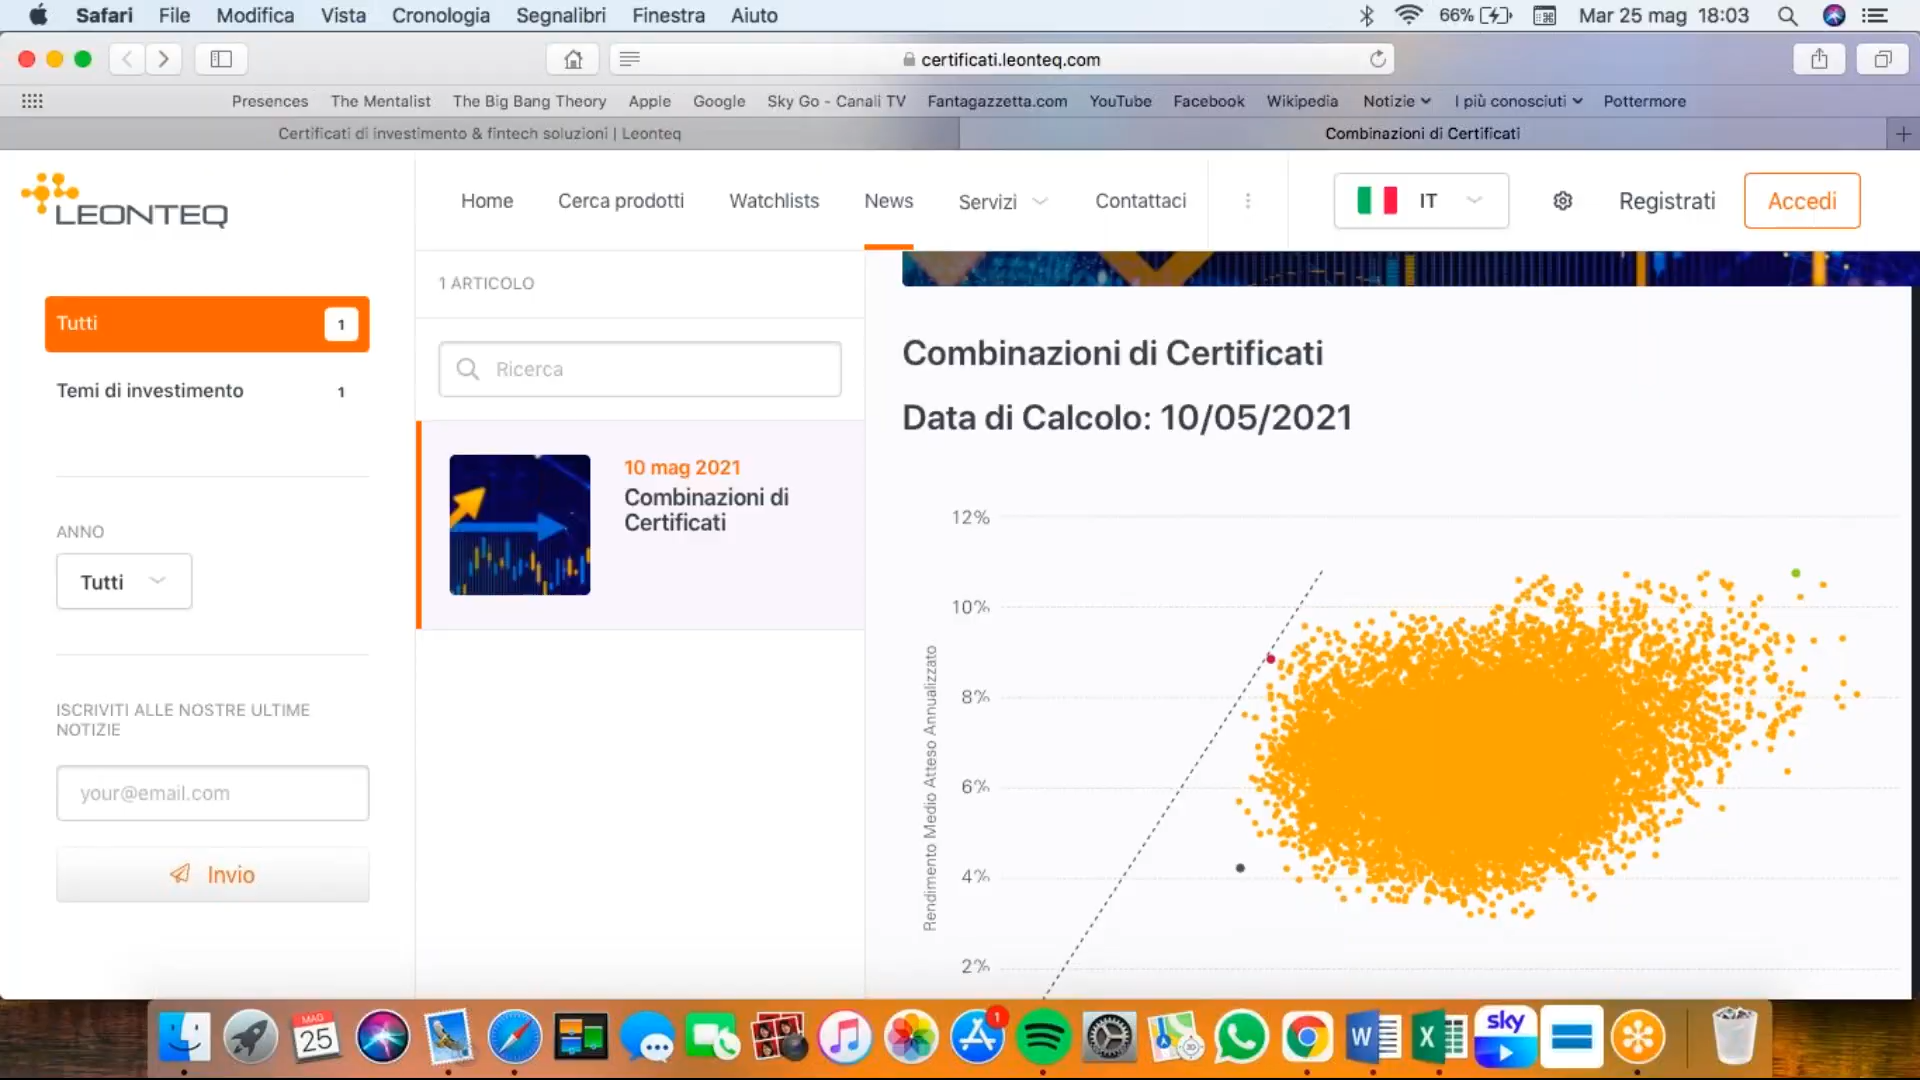 Safari File Modifica Vista Cronologia Segnalibri Finestra Aiuto 66% Mar 25 mag 18:03
certificati.leonteq.com
Presences The Mentalist The Big Bang Theory Apple Google Sky Go - Canali TV Fantagazzetta.com YouTube Facebook Wikipedia Notizie I più conosciuti Pottermore
Certificati di investimento & fintech soluzioni | Leonteq Combinazioni di Certificati
LEONTEQ
Home Cerca prodotti Watchlists News Servizi Contattaci IT Registrati Accedi
Tutti 1
Temi di investimento 1
ANNO
Tutti
ISCRIVITI ALLE NOSTRE ULTIME
NOTIZIE
your@email.com
Invio
1 ARTICOLO
Ricerca
10 mag 2021
Combinazioni di
Certificati
Combinazioni di Certificati
Data di Calcolo: 10/05/2021
Rendimento Medio Atteso Annualizzato
12%
10%
8%
6%
4%
2%
MAG
25
1
W
X
sky